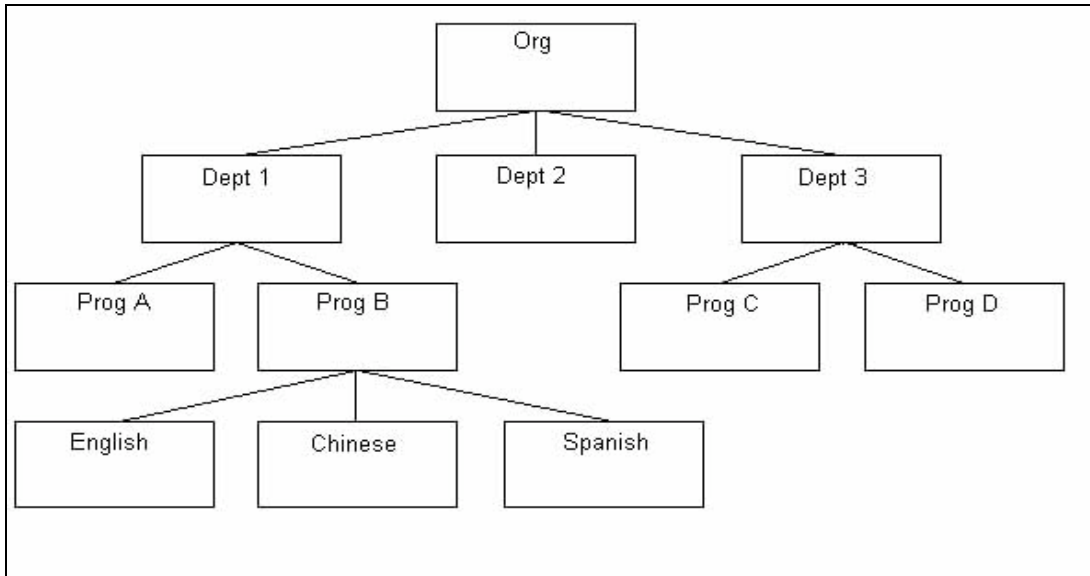 Org
Dept 1
Dept 2
Dept 3
Prog A
Prog B
Prog C
Prog D
English
Chinese
Spanish